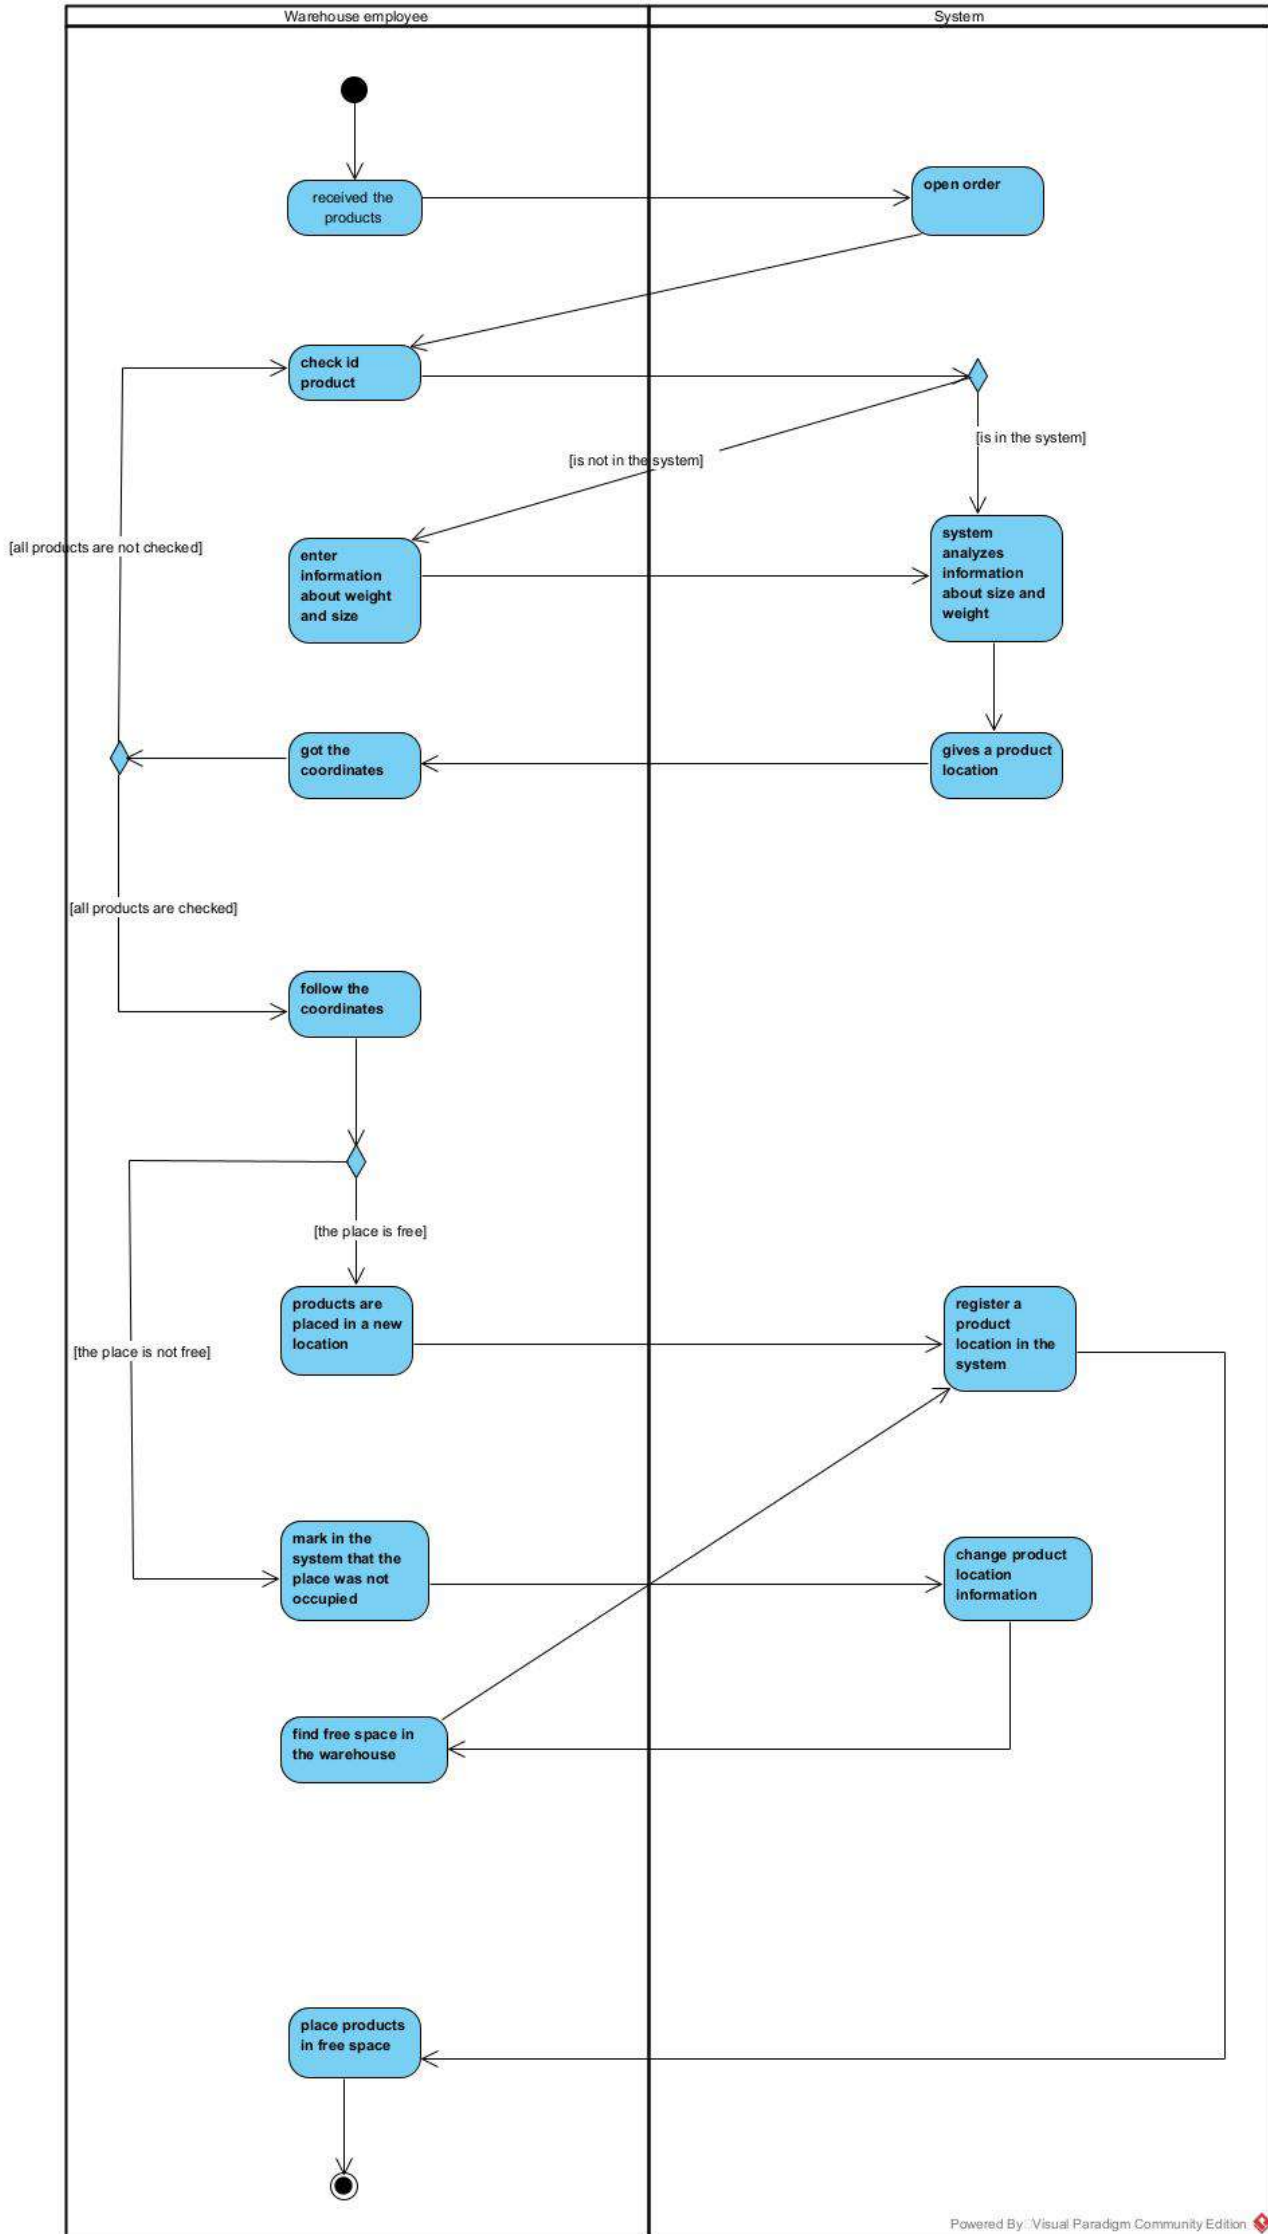 Warehouse employee
System
received the
products
open order
check id
product
[is in the system]
[is not in the system]
[all products are not checked]
enter
information
about weight
and size
system
analyzes
information
about size and
weight
got the
coordinates
gives a product
location
[all products are checked]
follow the
coordinates
[the place is free]
products are
placed in a new
location
register a
product
location in the
system
[the place is not free]
mark in the
system that the
place was not
occupied
change product
location
information
find free space in
the warehouse
place products
in free space
Powered By Visual Paradigm Community Edition